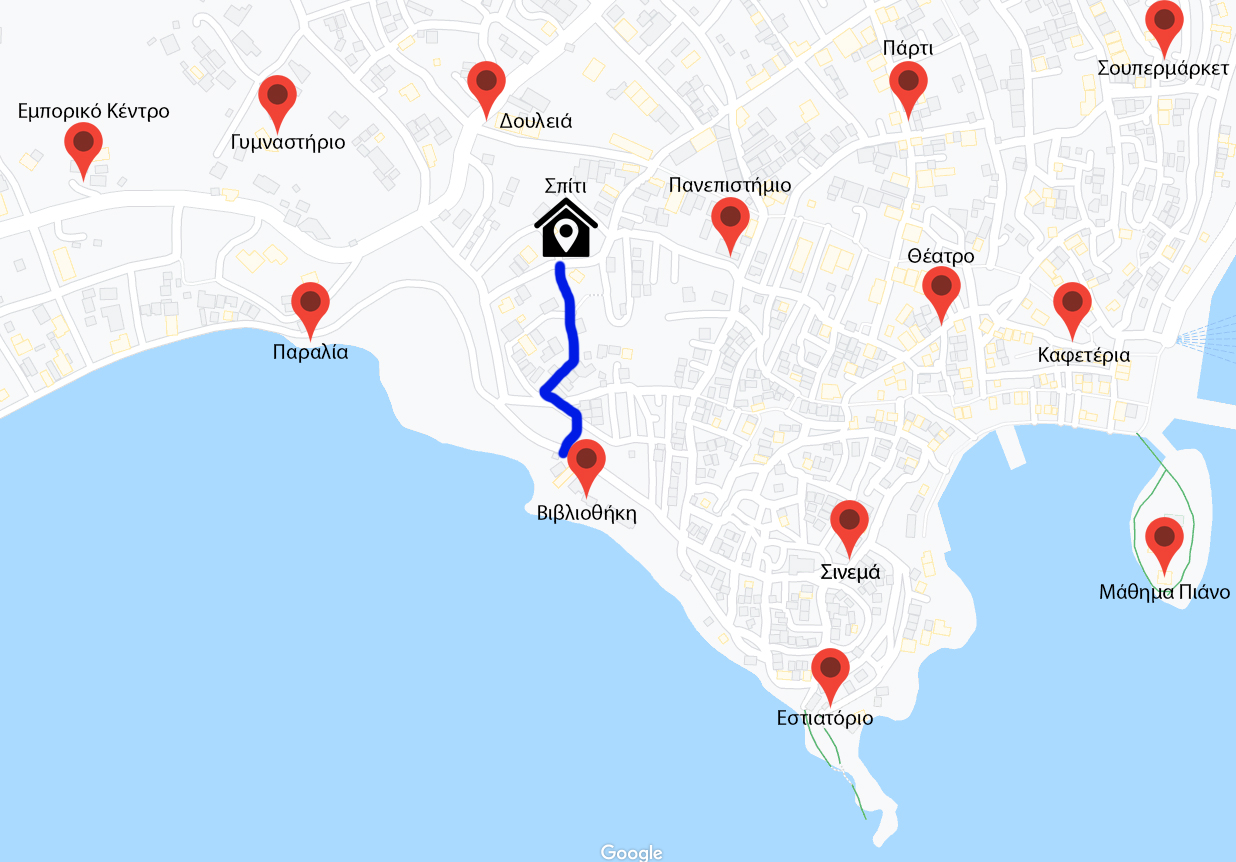 Πάρτι
Σουπερμάρκετ
Εμπορικό Κέντρο
Γυμναστήριο
Δουλειά
Σπίτι
Πανεπιστήμιο
Θέατρο
Παραλία
Καφετέρια
Βιβλιοθήκη
Σινεμά
Μάθημα Πιάνο
Εστιατόριο
Google